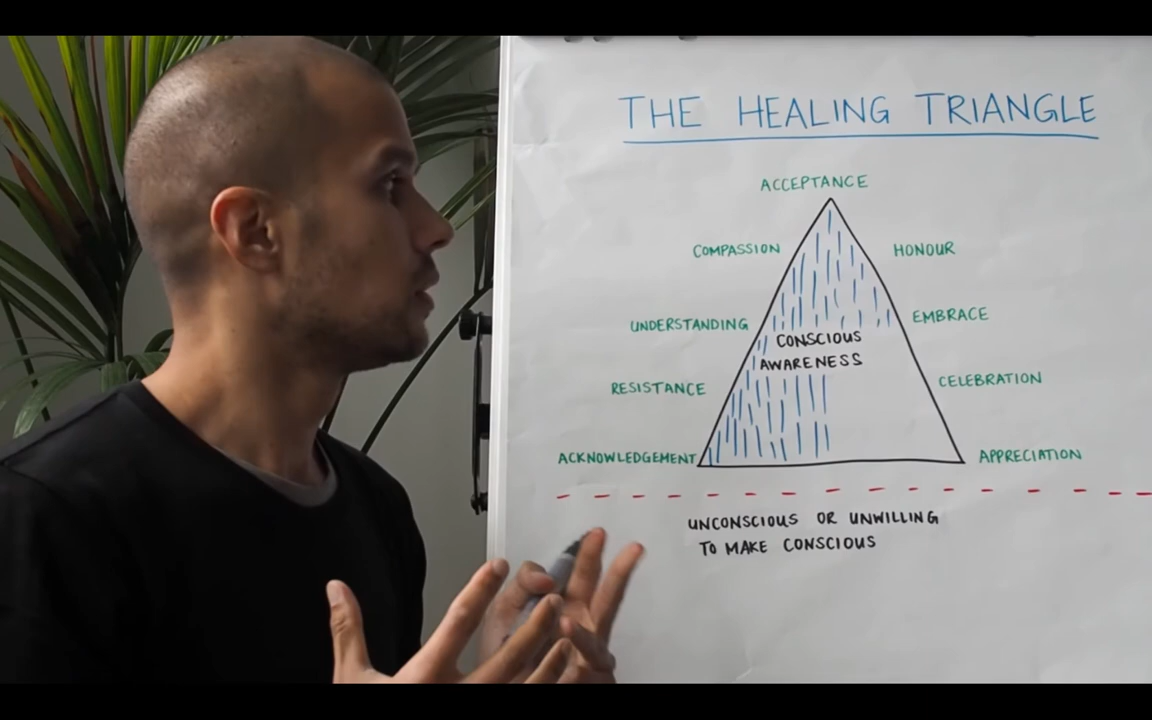 THE HEALING TRIANGLE
ACCEPTANCE
COMPASSION
HONOUR
UNDERSTANDING
EMBRACE
CONSCIOUS
AWARENESS
RESISTANCE
CELEBRATION
ACKNOWLEDGEMENT
APPRECIATION
UNCONSCIOUS OR UNWILLING
TO MAKE CONSCIOUS